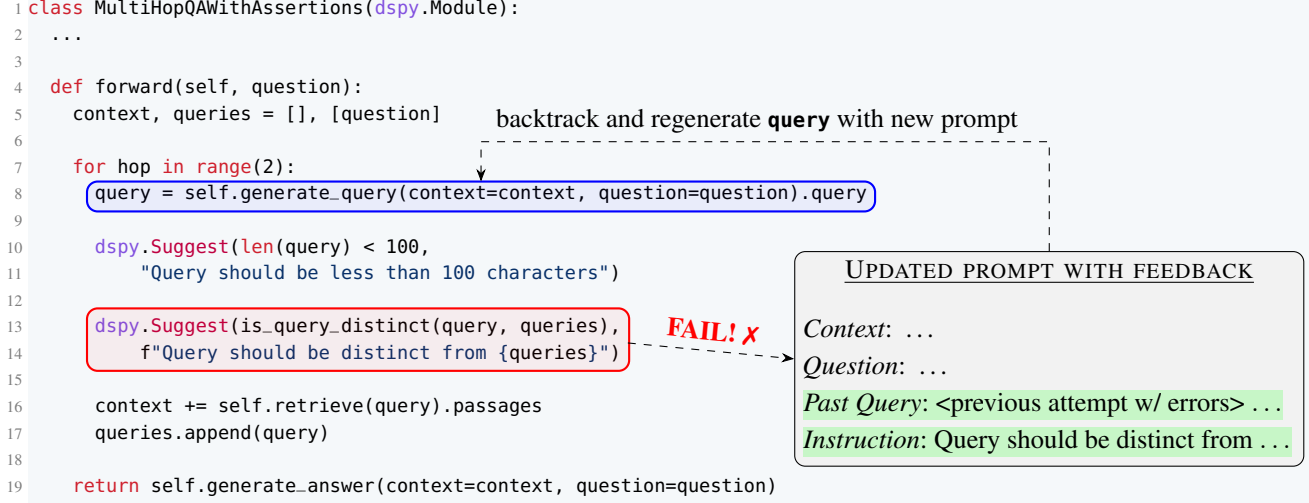 1 class MultiHopQAWithAssertions(dspy.Module):
2 ...
3
4 def forward(self, question):
5 context, queries = [], [question]
backtrack and regenerate query with new prompt
6
7 for hop in range(2):
8 query = self.generate_query(context=context, question=question).query
9
10 dspy.Suggest(len(query) < 100,
11 "Query should be less than 100 characters")
12
13 dspy.Suggest(is_query_distinct(query, queries),
14 f"Query should be distinct from {queries}")
15
16 context += self.retrieve(query).passages
17 queries.append(query)
18
19 return self.generate_answer(context=context, question=question)
FAIL! ✗
UPDATED PROMPT WITH FEEDBACK
Context: ...
Question: ...
Past Query: <previous attempt w/ errors> ...
Instruction: Query should be distinct from ...